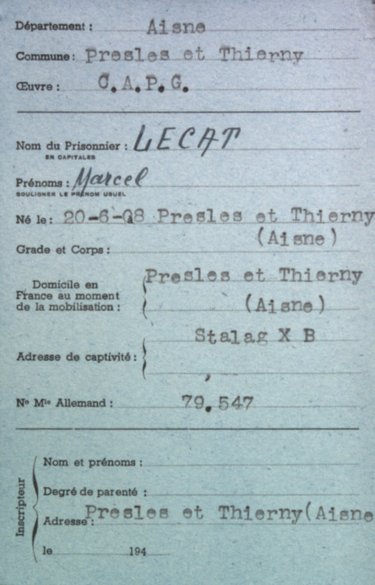 Département : Aisne
Commune : Presles et Thierny
Œuvre : C.A.P.G.
Nom du Prisonnier : LECAT
EN CAPITALES
Prénoms : Marcel
SOULIGNER LE PRÉNOM USUEL
Né le : 20-6-08 Presles et Thierny
(Aisne)
Grade et Corps :
Domicile en
France au moment
de la mobilisation :
Presles et Thierny
(Aisne)
Stalag X B
Adresse de captivité :
No Mle Allemand : 79.547
Inscripteur
Nom et prénoms :
Degré de parenté :
Adresse : Presles et Thierny(Aisne
le 194